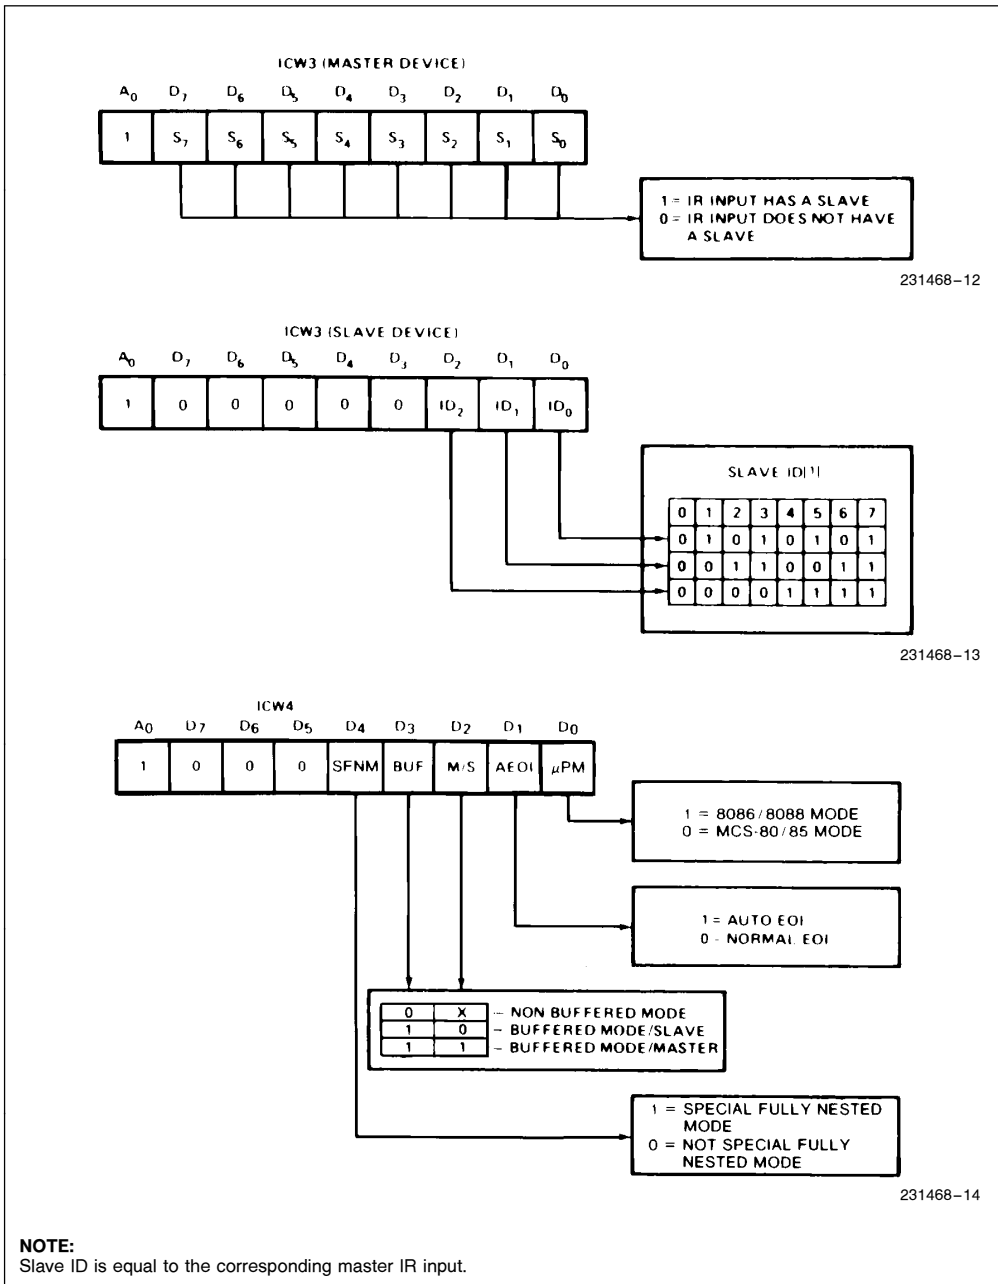 ICW3 (MASTER DEVICE)
A0 D7 D6 D5 D4 D3 D2 D1 D0
1 S7 S6 S5 S4 S3 S2 S1 S0
1 = IR INPUT HAS A SLAVE
0 = IR INPUT DOES NOT HAVE
A SLAVE
231468–12
ICW3 (SLAVE DEVICE)
A0 D7 D6 D5 D4 D3 D2 D1 D0
1 0 0 0 0 0 ID2 ID1 ID0
SLAVE ID[1]
0 1 2 3 4 5 6 7
0 1 0 1 0 1 0 1
0 0 1 1 0 0 1 1
0 0 0 0 1 1 1 1
231468–13
ICW4
A0 D7 D6 D5 D4 D3 D2 D1 D0
1 0 0 0 SFNM BUF M/S AEOI μPM
1 = 8086/8088 MODE
0 = MCS-80/85 MODE
1 = AUTO EOI
0 - NORMAL EOI
0 X – NON BUFFERED MODE
1 0 – BUFFERED MODE/SLAVE
1 1 – BUFFERED MODE/MASTER
1 = SPECIAL FULLY NESTED
MODE
0 = NOT SPECIAL FULLY
NESTED MODE
231468–14
NOTE:
Slave ID is equal to the corresponding master IR input.